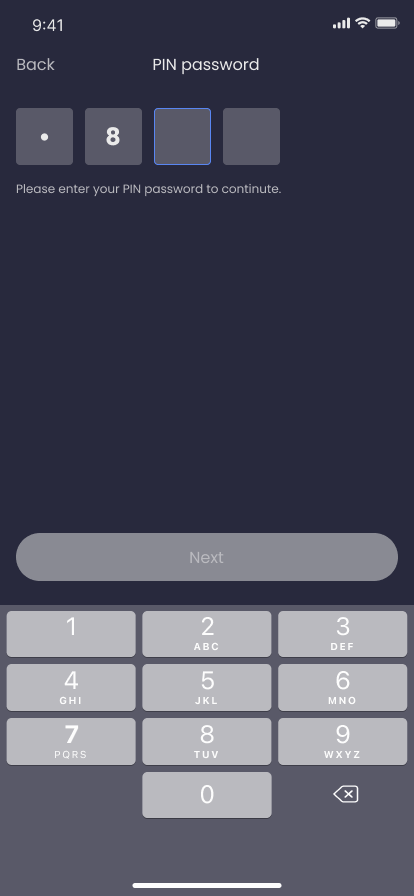 9:41
Back PIN password
• 8
Please enter your PIN password to continue.
Next
1 2 3
ABC DEF
4 5 6
GHI JKL MNO
7 8 9
PQRS TUV WXYZ
0